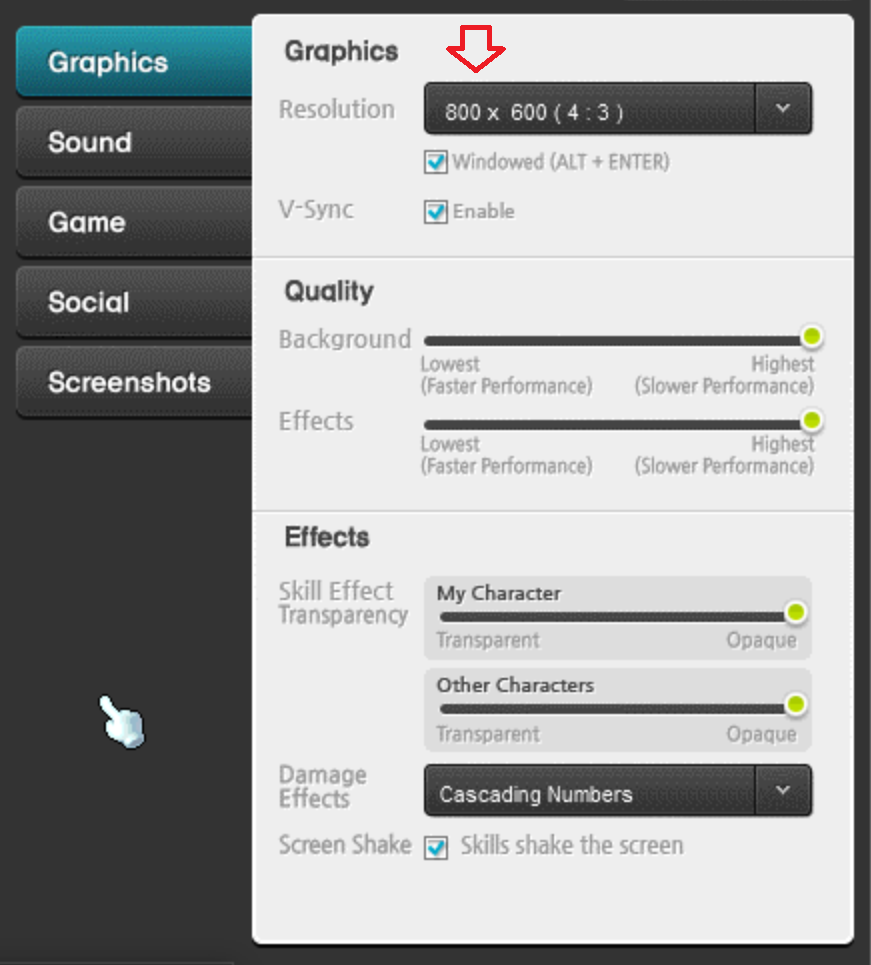 Graphics
Sound
Game
Social
Screenshots
Graphics
Resolution
800 x 600 ( 4 : 3 )
Windowed (ALT + ENTER)
V-Sync
Enable
Quality
Background
Lowest
(Faster Performance)
Highest
(Slower Performance)
Effects
Lowest
(Faster Performance)
Highest
(Slower Performance)
Effects
Skill Effect
Transparency
My Character
Transparent
Opaque
Other Characters
Transparent
Opaque
Damage
Effects
Cascading Numbers
Screen Shake
Skills shake the screen